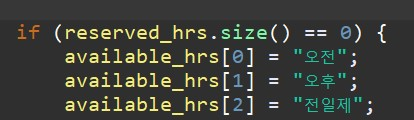 if (reserved_hrs.size() == 0) {
available_hrs[0] = "오전";
available_hrs[1] = "오후";
available_hrs[2] = "전일제";